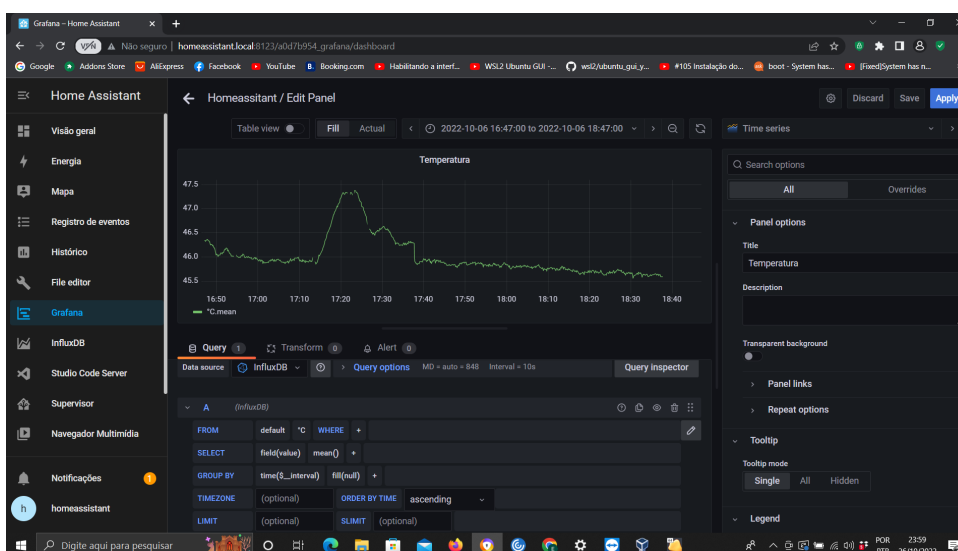 Grafana – Home Assistant
VPN Não seguro | homeassistant.local:8123/a0d7b954_grafana/dashboard
Google Addons Store AliExpress Facebook YouTube Booking.com Habilitando a interf... WSL2 Ubuntu GUI -... wsl2/ubuntu_gui_y... #105 Instalação do... boot - System has... [Fixed]System has n...
Home Assistant
Homeassitant / Edit Panel
Discard Save Apply
Visão geral
Energia
Mapa
Registro de eventos
Histórico
File editor
Grafana
InfluxDB
Studio Code Server
Supervisor
Navegador Multimídia
Notificações 1
h homeassistant
Table view Fill Actual 2022-10-06 16:47:00 to 2022-10-06 18:47:00
Temperatura
47.5
47.0
46.5
46.0
45.5
16:50 17:00 17:10 17:20 17:30 17:40 17:50 18:00 18:10 18:20 18:30 18:40
°C.mean
Query 1 Transform 0 Alert 0
Data source InfluxDB Query options MD = auto = 848 Interval = 10s Query inspector
A (InfluxDB)
FROM default °C WHERE +
SELECT field(value) mean() +
GROUP BY time($__interval) fill(null) +
TIMEZONE (optional) ORDER BY TIME ascending
LIMIT (optional) SLIMIT (optional)
Time series
Search options
All Overrides
Panel options
Title
Temperatura
Description
Transparent background
Panel links
Repeat options
Tooltip
Tooltip mode
Single All Hidden
Legend
Digite aqui para pesquisar
POR 23:59